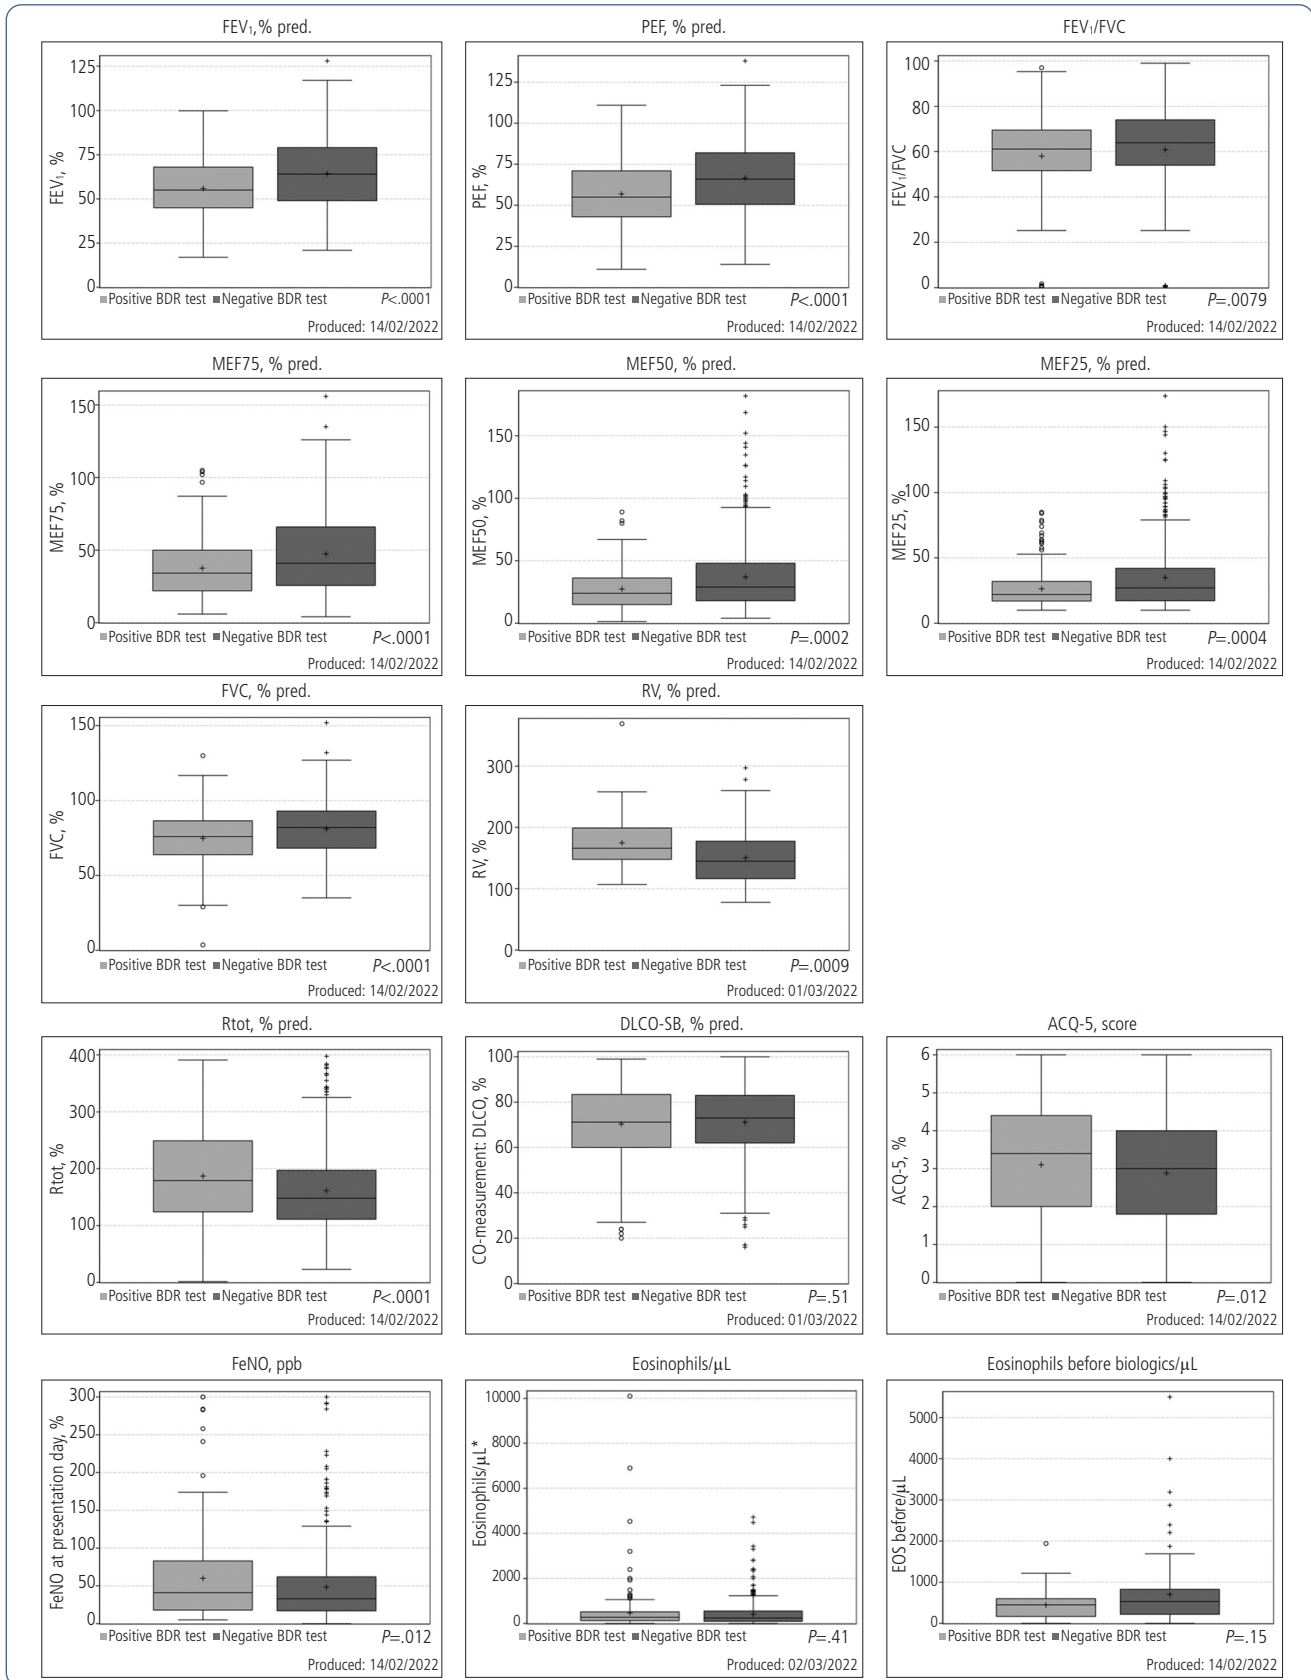 FEV₁,% pred.
125
100
75
50
25
0
FEV₁, %
Positive BDR test Negative BDR test P<.0001
Produced: 14/02/2022
PEF, % pred.
125
100
75
50
25
0
PEF, %
Positive BDR test Negative BDR test P<.0001
Produced: 14/02/2022
FEV₁/FVC
100
80
60
40
20
0
FEV₁/FVC
Positive BDR test Negative BDR test P=.0079
Produced: 14/02/2022
MEF75, % pred.
150
100
50
0
MEF75, %
Positive BDR test Negative BDR test P<.0001
Produced: 14/02/2022
MEF50, % pred.
150
100
50
0
MEF50, %
Positive BDR test Negative BDR test P=.0002
Produced: 14/02/2022
MEF25, % pred.
150
100
50
0
MEF25, %
Positive BDR test Negative BDR test P=.0004
Produced: 14/02/2022
FVC, % pred.
150
100
50
0
FVC, %
Positive BDR test Negative BDR test P<.0001
Produced: 14/02/2022
RV, % pred.
300
200
100
0
RV, %
Positive BDR test Negative BDR test P=.0009
Produced: 01/03/2022
Rtot, % pred.
400
300
200
100
0
Rtot, %
Positive BDR test Negative BDR test P<.0001
Produced: 14/02/2022
DLCO-SB, % pred.
100
80
60
40
20
0
CO-measurement: DLCO, %
Positive BDR test Negative BDR test P=.51
Produced: 01/03/2022
ACQ-5, score
6
5
4
3
2
1
0
ACQ-5, %
Positive BDR test Negative BDR test P=.012
Produced: 14/02/2022
FeNO, ppb
300
250
200
150
100
50
0
FeNO at presentation day, %
Positive BDR test Negative BDR test P=.012
Produced: 14/02/2022
Eosinophils/µL
10000
8000
6000
4000
2000
0
Eosinophils/µL*
Positive BDR test Negative BDR test P=.41
Produced: 02/03/2022
Eosinophils before biologics/µL
5000
4000
3000
2000
1000
0
EOS before/µL
Positive BDR test Negative BDR test P=.15
Produced: 14/02/2022